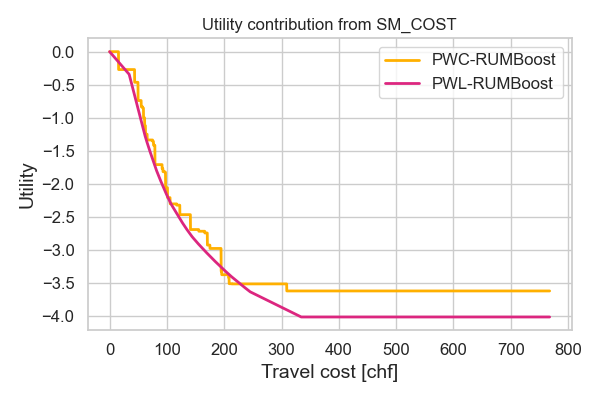 Utility contribution from SM_COST
PWC-RUMBoost
PWL-RUMBoost
Utility
0.0
−0.5
−1.0
−1.5
−2.0
−2.5
−3.0
−3.5
−4.0
0 100 200 300 400 500 600 700 800
Travel cost [chf]